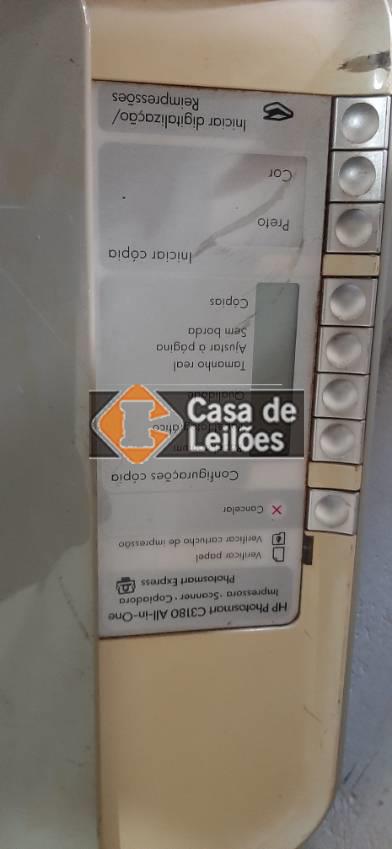 HP Photosmart C3180 All-in-One
Impressora · Scanner · Copiadora
Photosmart Express
Verificar papel
Verificar cartucho de impressão
Cancelar
Configurações cópia
Casa de
Leilões
Tamanho real
Ajustar à página
Sem borda
Cópias
Iniciar cópia
Preto
Cor
Iniciar digitalização/
Reimpressões